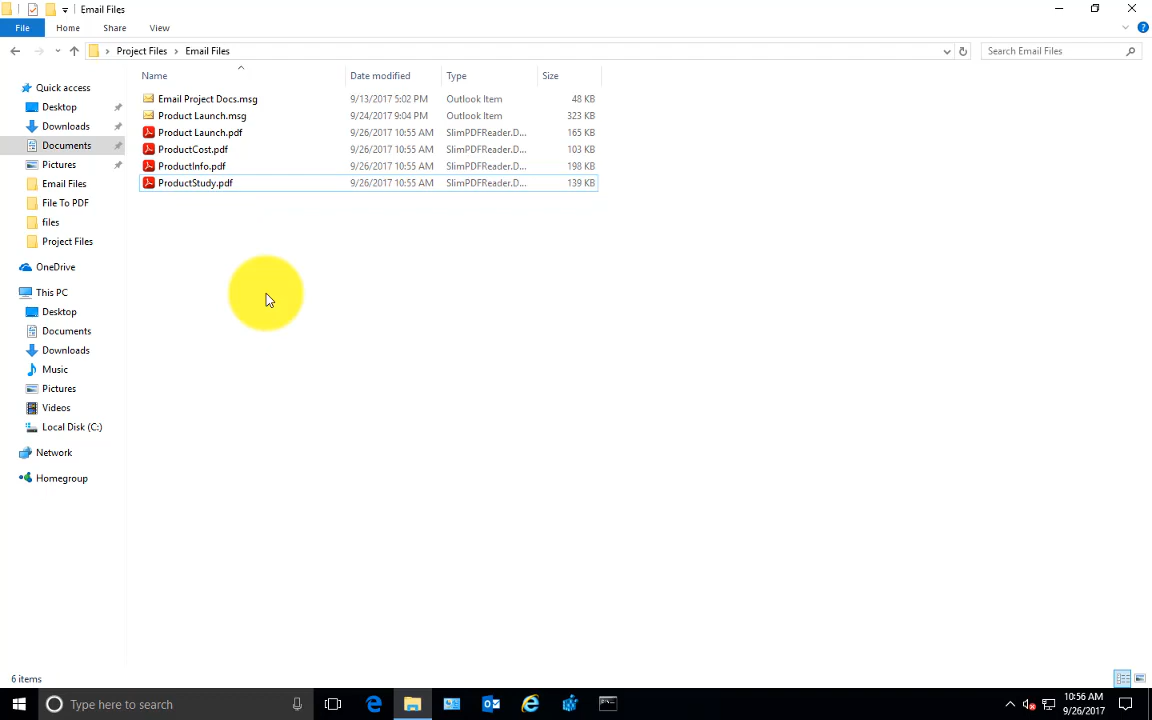 Email Files
File Home Share View
Project Files Email Files Search Email Files
Name Date modified Type Size
Email Project Docs.msg 9/13/2017 5:02 PM Outlook Item 48 KB
Product Launch.msg 9/24/2017 9:04 PM Outlook Item 323 KB
Product Launch.pdf 9/26/2017 10:55 AM SlimPDFReader.D... 165 KB
ProductCost.pdf 9/26/2017 10:55 AM SlimPDFReader.D... 103 KB
ProductInfo.pdf 9/26/2017 10:55 AM SlimPDFReader.D... 198 KB
ProductStudy.pdf 9/26/2017 10:55 AM SlimPDFReader.D... 139 KB
Quick access
Desktop
Downloads
Documents
Pictures
Email Files
File To PDF
files
Project Files
OneDrive
This PC
Desktop
Documents
Downloads
Music
Pictures
Videos
Local Disk (C:)
Network
Homegroup
6 items
Type here to search
10:56 AM
9/26/2017